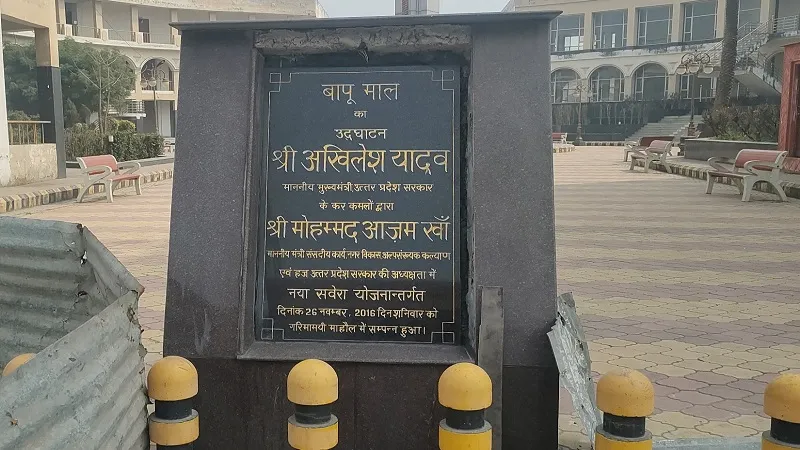 बापू माल
का
उद्घाटन
श्री अखिलेश यादव
माननीय मुख्यमंत्री,उत्तर प्रदेश सरकार
के कर कमलों द्वारा
श्री मोहम्मद आज़म खाँ
माननीय मंत्री संसदीय कार्य,नगर विकास,अल्पसंख्यक कल्याण
एवं हज उत्तर प्रदेश सरकार की अध्यक्षता में
नया सवेरा योजनान्तर्गत
दिनांक 26 नवम्बर, 2016 दिन शनिवार को
गरिमामयी माहौल में सम्पन्न हुआ।